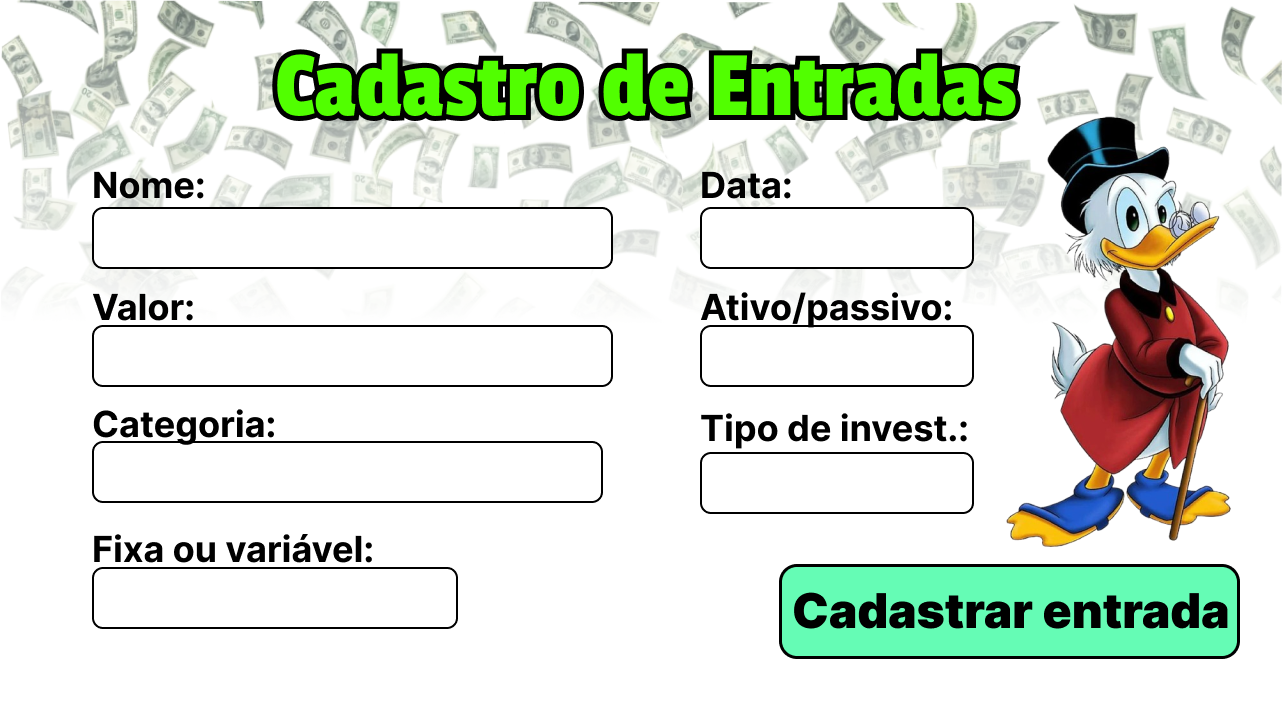 Cadastro de Entradas
Nome:
Data:
Valor:
Ativo/passivo:
Categoria:
Tipo de invest.:
Fixa ou variável:
Cadastrar entrada